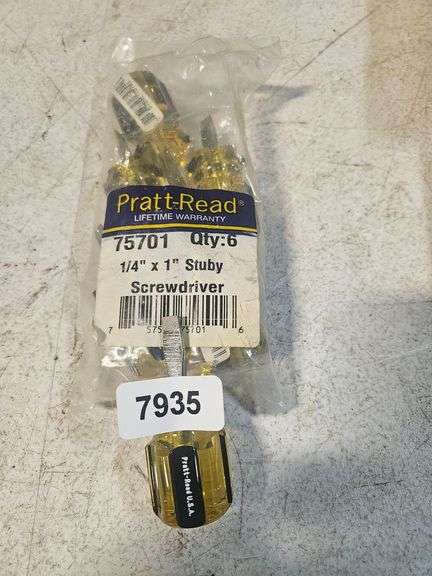 Pratt-Read®
LIFETIME WARRANTY
75701 Qty:6
1/4" x 1" Stuby
Screwdriver
7935
Pratt-Read U.S.A.